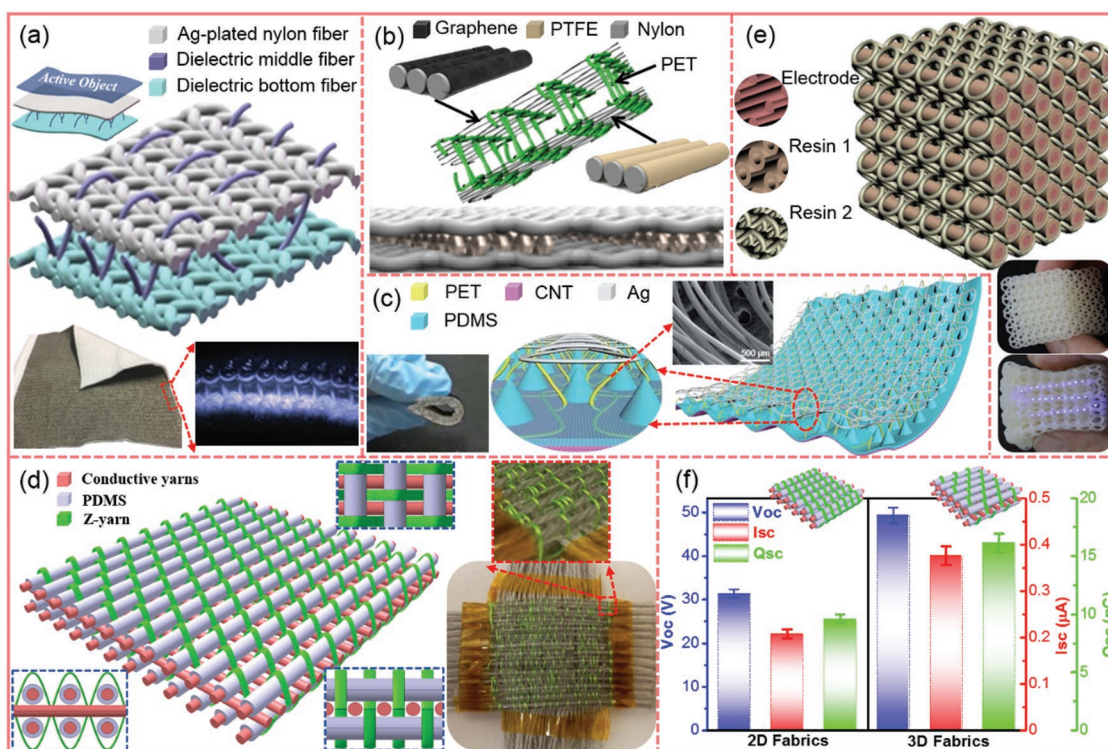 (a)
Ag-plated nylon fiber
Dielectric middle fiber
Dielectric bottom fiber
Active Object
(b)
Graphene
PTFE
Nylon
PET
(c)
PET
CNT
Ag
PDMS
500 μm
(d)
Conductive yarns
PDMS
Z-yarn
(e)
Electrode
Resin 1
Resin 2
(f)
Voc
Isc
Qsc
Voc (V)
50
40
30
20
10
0
Isc (μA)
0.5
0.4
0.3
0.2
0.1
0.0
20
15
10
5
0
2D Fabrics
3D Fabrics